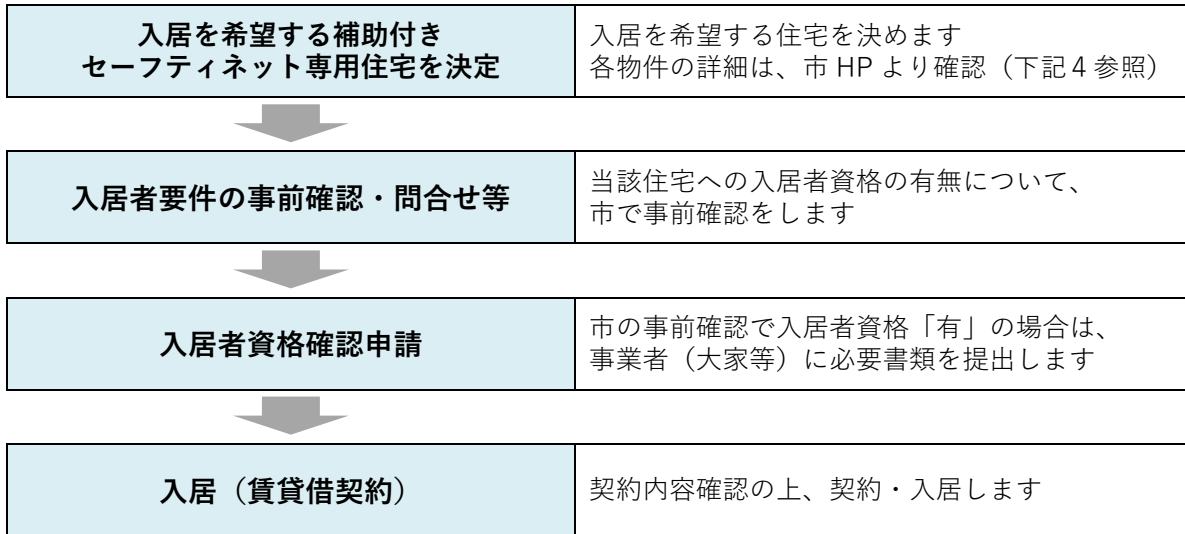 入居を希望する補助付き
セーフティネット専用住宅を決定
入居を希望する住宅を決めます
各物件の詳細は、市 HP より確認（下記４参照）
入居者要件の事前確認・問合せ等
当該住宅への入居者資格の有無について、
市で事前確認をします
入居者資格確認申請
市の事前確認で入居者資格「有」の場合は、
事業者（大家等）に必要書類を提出します
入居（賃貸借契約）
契約内容確認の上、契約・入居します